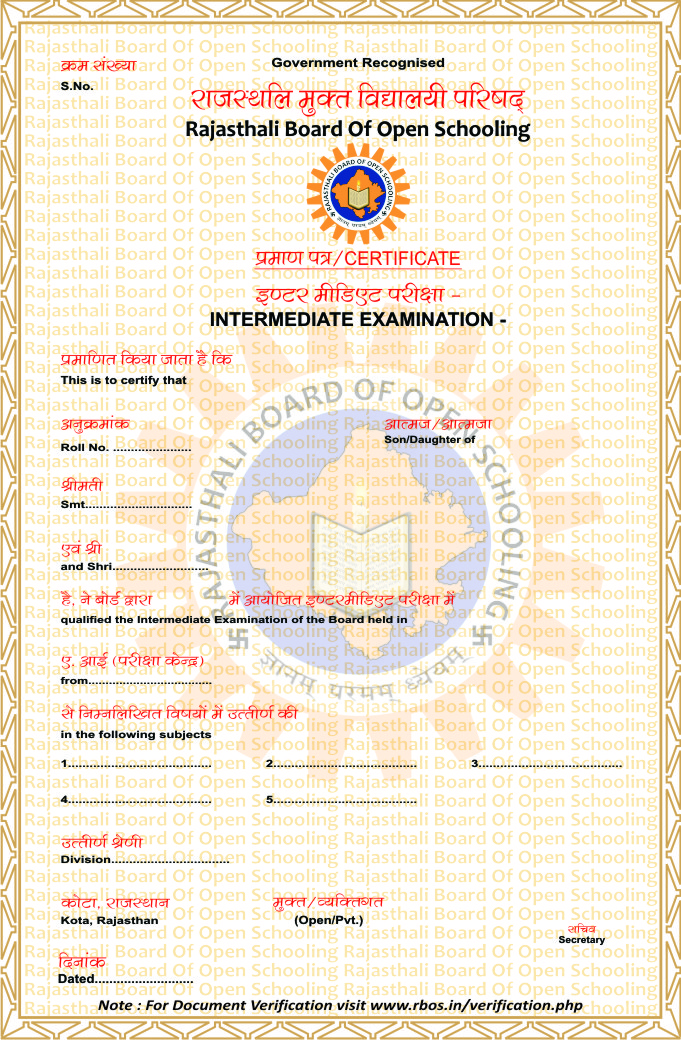 क्रम संख्या
S.No.
Government Recognised
राजस्थलि मुक्त विद्यालयी परिषद्
Rajasthali Board Of Open Schooling
RAJASTHALI BOARD OF OPEN SCHOOLING
प्रमाण पत्र/CERTIFICATE
इण्टर मीडिएट परीक्षा -
INTERMEDIATE EXAMINATION -
प्रमाणित किया जाता है कि
This is to certify that
अनुक्रमांक
Roll No. ......................
आत्मज/आत्मजा
Son/Daughter of
श्रीमती
Smt..............................
एवं श्री
and Shri...........................
है, ने बोर्ड द्वारा में आयोजित इण्टरमीडिएट परीक्षा में
qualified the Intermediate Examination of the Board held in
ए. आई (परीक्षा केन्द्र)
from..................................
से निम्नलिखित विषयों में उत्तीर्ण की
in the following subjects
1........................................ 2........................................ 3..........................................
4........................................ 5........................................
उत्तीर्ण श्रेणी
Division.................................
कोटा, राजस्थान
Kota, Rajasthan
मुक्त/व्यक्तिगत
(Open/Pvt.)
सचिव
Secretary
दिनांक
Dated...........................
Note : For Document Verification visit www.rbos.in/verification.php